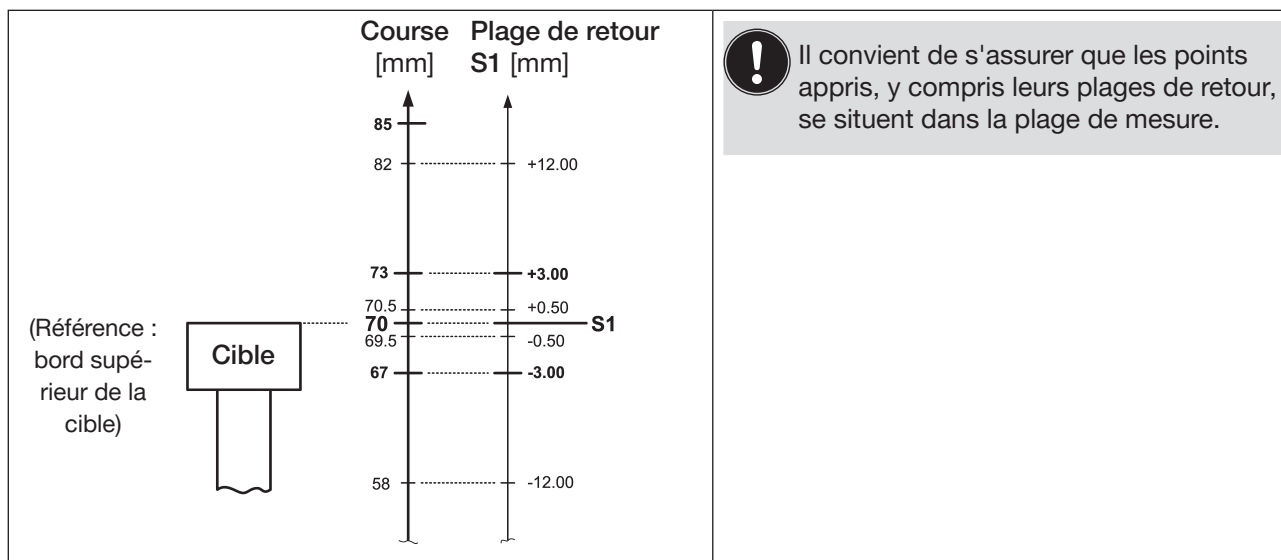 Course Plage de retour
[mm] S1 [mm]
85
82 +12.00
73 +3.00
70.5 +0.50
70 S1
69.5 -0.50
67 -3.00
58 -12.00
(Référence :
bord supé-
rieur de la
cible)
Cible
Il convient de s'assurer que les points
appris, y compris leurs plages de retour,
se situent dans la plage de mesure.